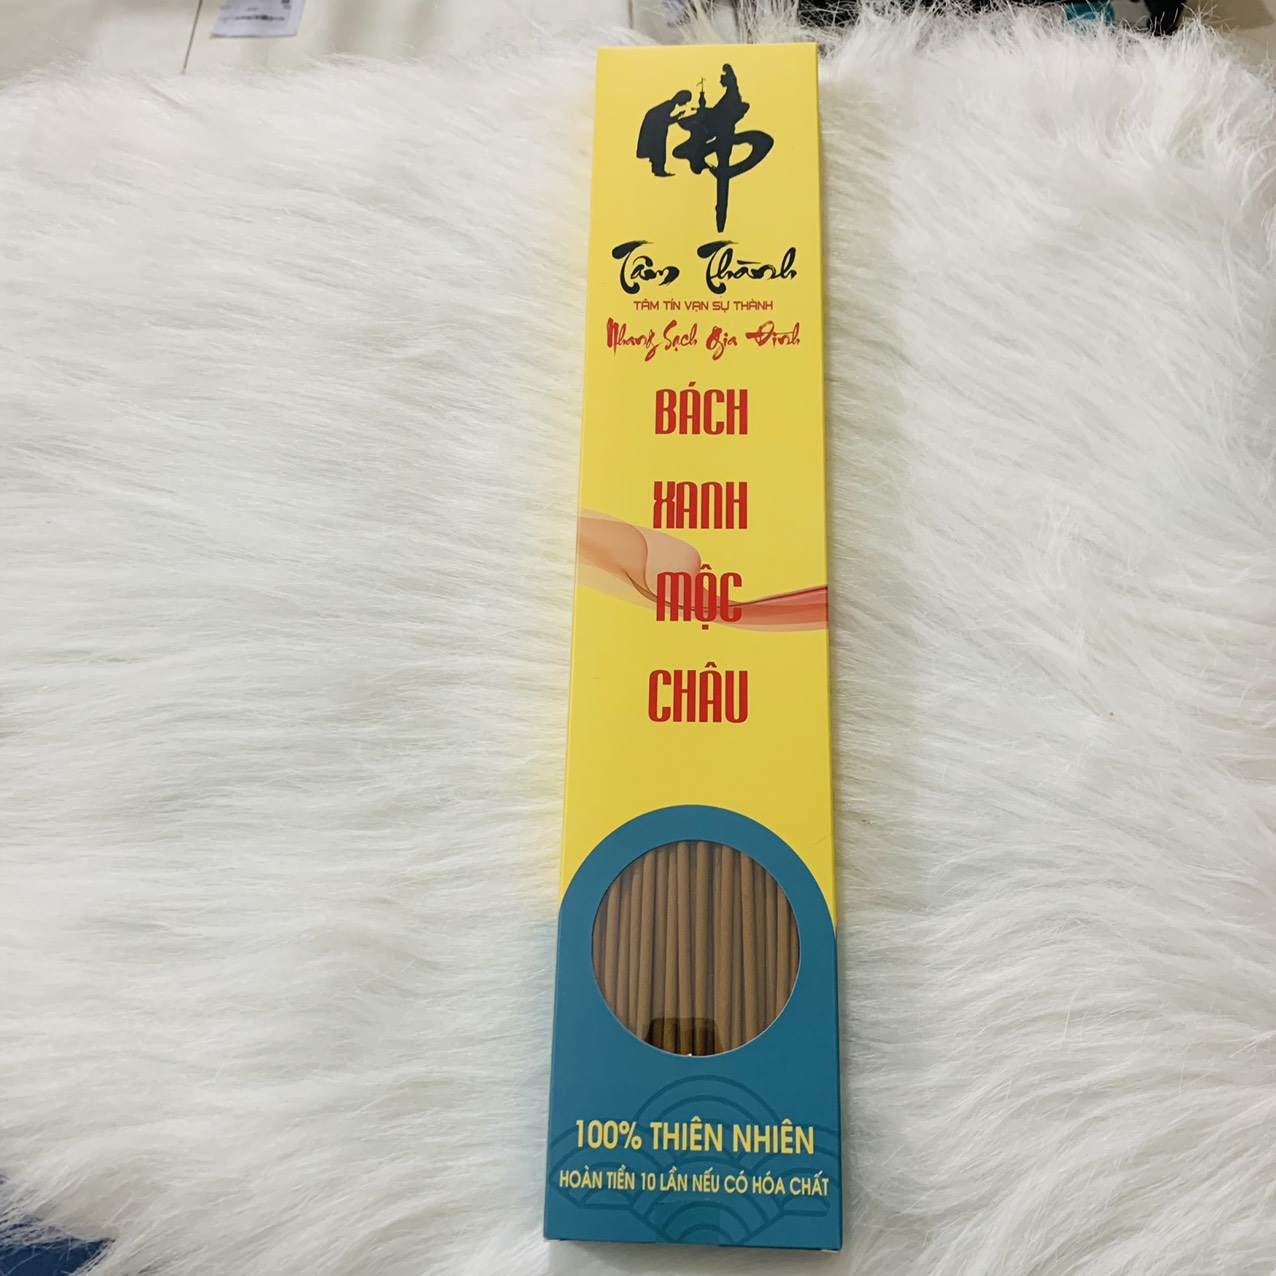 佛
Tâm Thành
TÂM TÍN VẠN SỰ THÀNH
Nhang Sạch Gia Đình
BÁCH
XANH
MỘC
CHÂU
100% THIÊN NHIÊN
HOÀN TIỀN 10 LẦN NẾU CÓ HÓA CHẤT